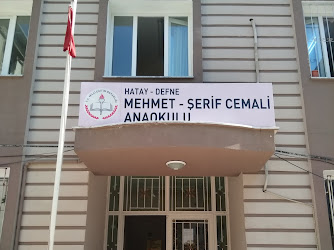 HATAY - DEFNE
MEHMET - ŞERİF CEMALİ
ANAOKULU